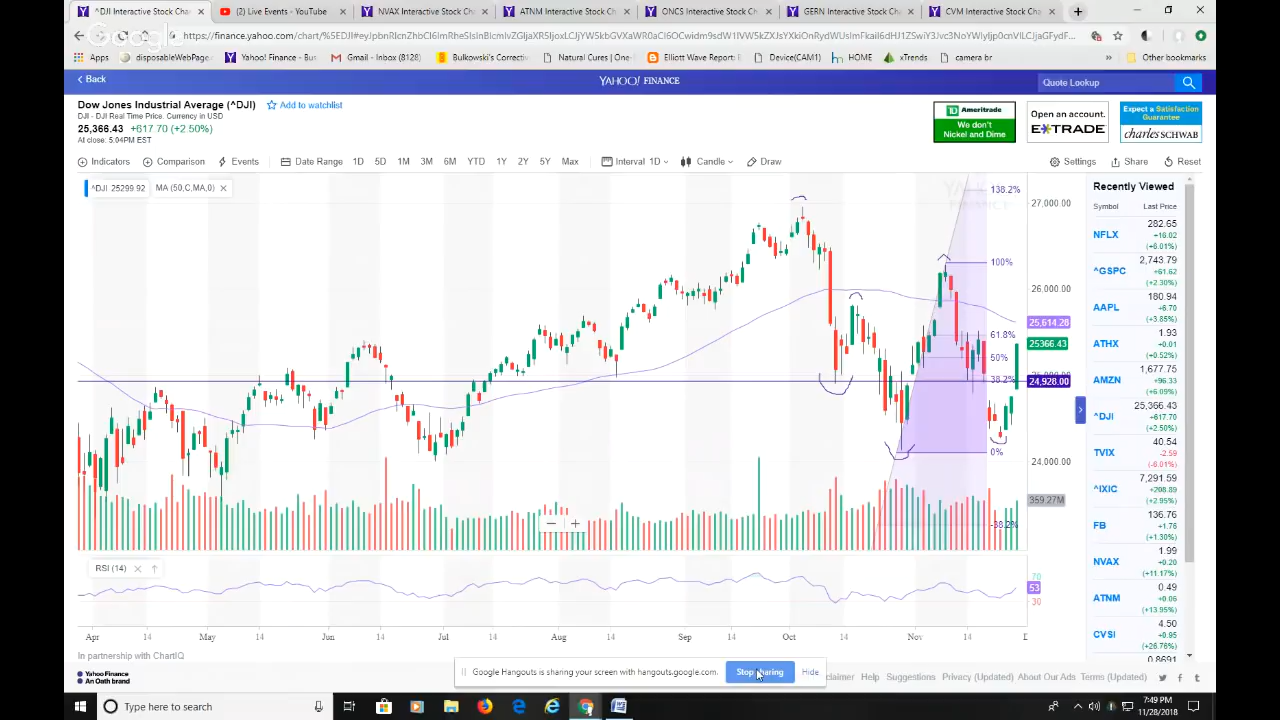 ^DJI Interactive Stock Char
(2) Live Events - YouTube
NVAX Interactive Stock Cha
ATNM Interactive Stock Cha
ONCS Interactive Stock Cha
GERN Interactive Stock Cha
CVM Interactive Stock Char
disposableWebPage
Yahoo! Finance - Bus
Gmail - Inbox (8128)
Bulkowski's Correctiv
Natural Cures | One-
Elliott Wave Report:
Device(CAM1)
HOME
xTrends
camera br
»
Other bookmarks
Back
YAHOO! FINANCE
Quote Lookup
Dow Jones Industrial Average (^DJI)
Add to watchlist
DJI - DJI Real Time Price. Currency in USD
25,366.43 +617.70 (+2.50%)
At close: 5:04PM EST
Ameritrade
We don't
Nickel and Dime
Open an account.
E*TRADE
Expect a Satisfaction
Guarantee
charles SCHWAB
Indicators
Comparison
Events
Date Range
1D
5D
1M
3M
6M
YTD
1Y
2Y
5Y
Max
Interval 1D
Candle
Draw
Settings
Share
Reset
^DJI 25299.92
MA (50,C,MA,0)
138.2%
100%
61.8%
50%
38.2%
0%
-38.2%
27,000.00
26,000.00
25,614.28
25366.43
24,928.00
24,000.00
359.27M
RSI (14)
70
53
30
Apr
14
May
14
Jun
14
Jul
14
Aug
14
Sep
14
Oct
14
Nov
14
Recently Viewed
Symbol
Last Price
NFLX
282.65
+16.02
(+6.01%)
^GSPC
2,743.79
+61.62
(+2.30%)
AAPL
180.94
+6.70
(+3.85%)
ATHX
1.93
+0.01
(+0.52%)
AMZN
1,677.75
+96.33
(+6.09%)
^DJI
25,366.43
+617.70
(+2.50%)
TVIX
40.54
-2.59
(-6.01%)
^IXIC
7,291.59
+208.89
(+2.95%)
FB
136.76
+1.76
(+1.30%)
NVAX
1.99
+0.20
(+11.17%)
ATNM
0.49
+0.06
(+13.95%)
CVSI
4.50
+0.95
(+26.76%)
0.8691
In partnership with ChartIQ
Yahoo Finance
An Oath brand
Google Hangouts is sharing your screen with hangouts.google.com.
Stop sharing
Hide
Help
Suggestions
Privacy (Updated)
About Our Ads
Terms (Updated)
Type here to search
7:49 PM
11/28/2018